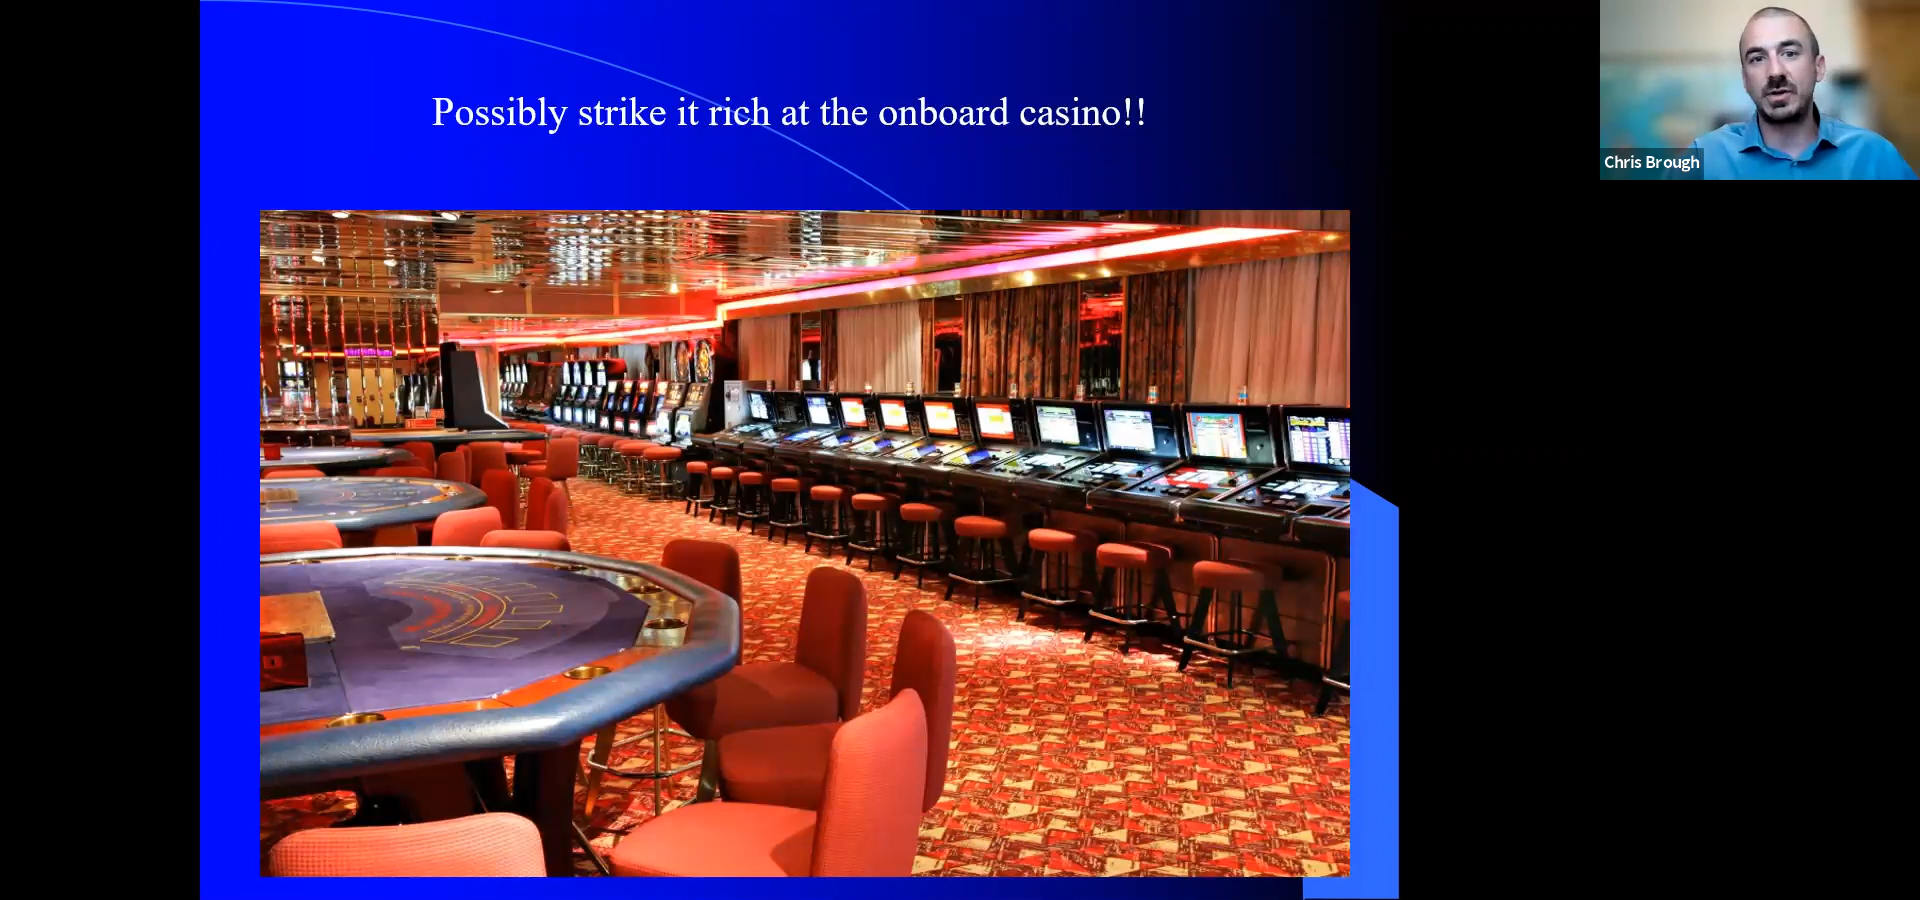 Possibly strike it rich at the onboard casino!!
Chris Brough